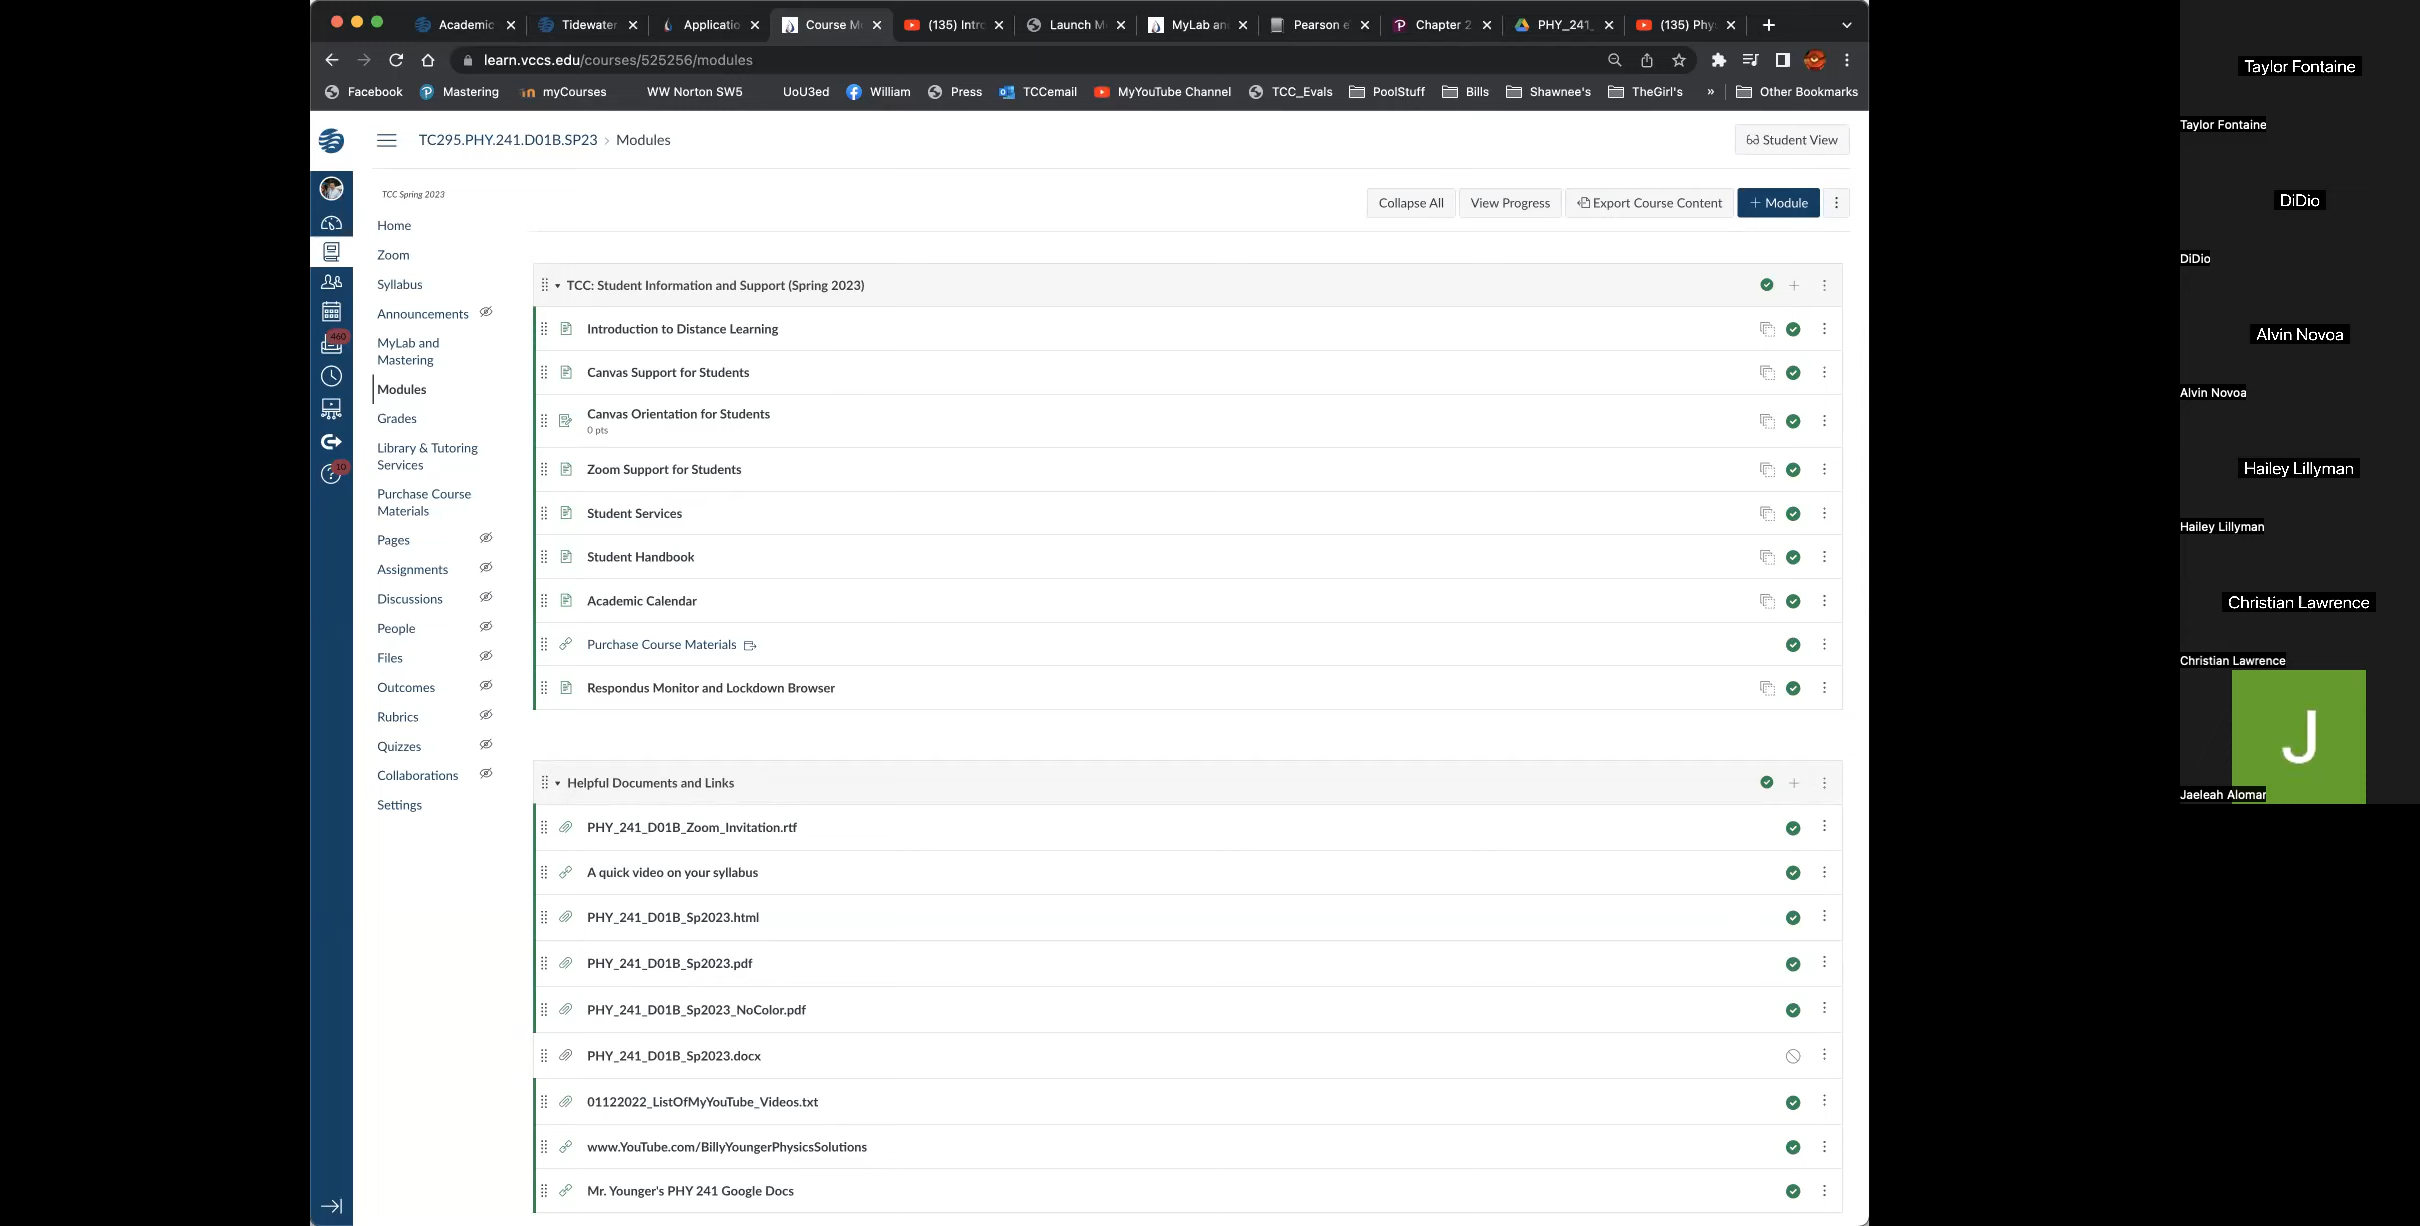 Academic
Tidewater
Applicatio
Course M
(135) Intr
Launch M
MyLab an
Pearson e
Chapter 2
PHY_241_
(135) Phy
learn.vccs.edu/courses/525256/modules
Facebook
Mastering
myCourses
WW Norton SW5
UoU3ed
William
Press
TCCemail
MyYouTube Channel
TCC_Evals
PoolStuff
Bills
Shawnee's
TheGirl's
»
Other Bookmarks
TC295.PHY.241.D01B.SP23 › Modules
Student View
TCC Spring 2023
Collapse All
View Progress
Export Course Content
+ Module
Home
Zoom
Syllabus
Announcements
MyLab and
Mastering
Modules
Grades
Library & Tutoring
Services
Purchase Course
Materials
Pages
Assignments
Discussions
People
Files
Outcomes
Rubrics
Quizzes
Collaborations
Settings
460
10
TCC: Student Information and Support (Spring 2023)
Introduction to Distance Learning
Canvas Support for Students
Canvas Orientation for Students
0 pts
Zoom Support for Students
Student Services
Student Handbook
Academic Calendar
Purchase Course Materials
Respondus Monitor and Lockdown Browser
Helpful Documents and Links
PHY_241_D01B_Zoom_Invitation.rtf
A quick video on your syllabus
PHY_241_D01B_Sp2023.html
PHY_241_D01B_Sp2023.pdf
PHY_241_D01B_Sp2023_NoColor.pdf
PHY_241_D01B_Sp2023.docx
01122022_ListOfMyYouTube_Videos.txt
www.YouTube.com/BillyYoungerPhysicsSolutions
Mr. Younger's PHY 241 Google Docs
Taylor Fontaine
Taylor Fontaine
DiDio
DiDio
Alvin Novoa
Alvin Novoa
Hailey Lillyman
Hailey Lillyman
Christian Lawrence
Christian Lawrence
J
Jaeleah Alomar